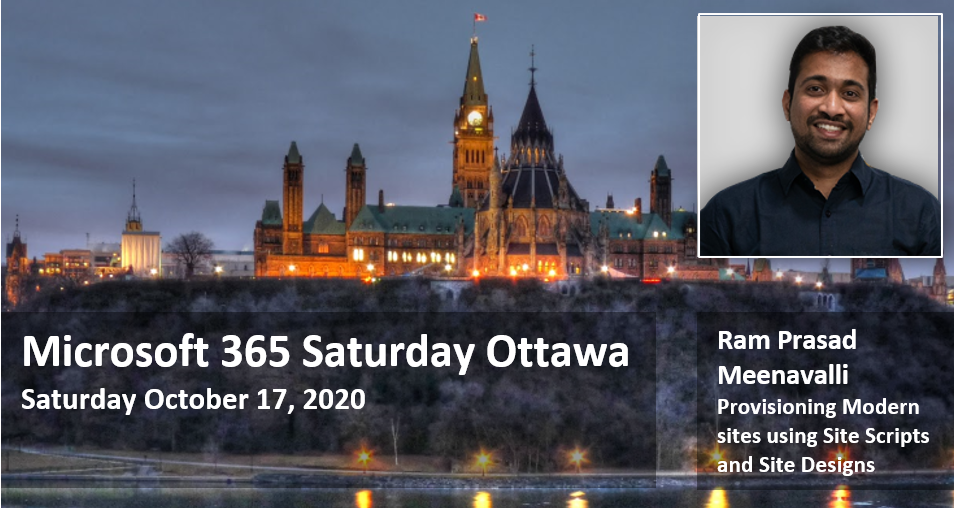 Microsoft 365 Saturday Ottawa
Saturday October 17, 2020
Ram Prasad
Meenavalli
Provisioning Modern
sites using Site Scripts
and Site Designs